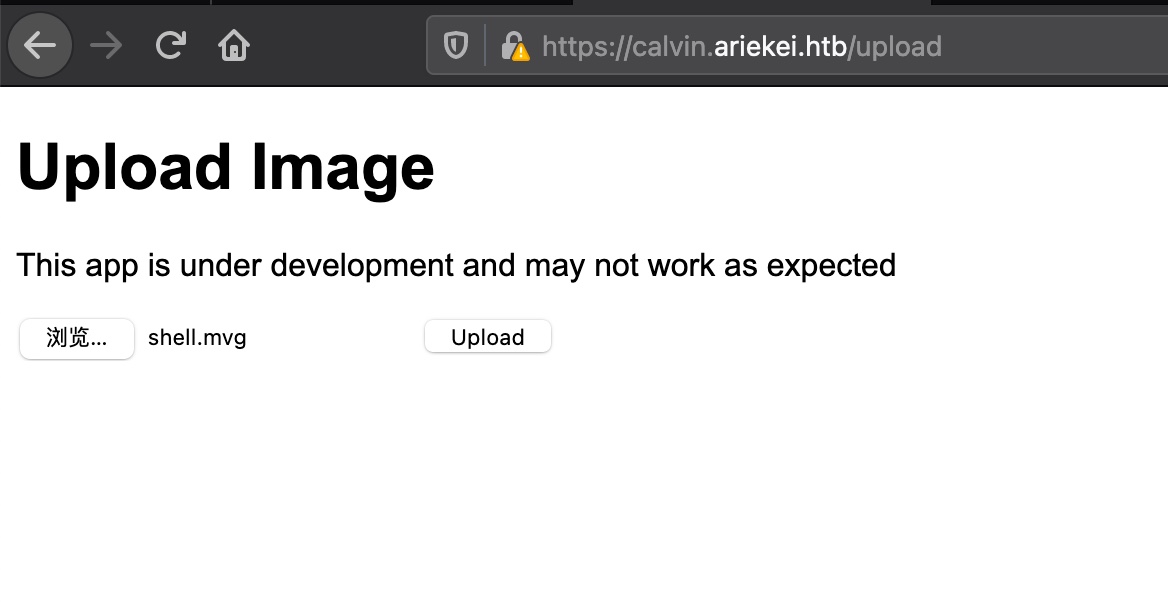 https://calvin.ariekei.htb/upload
Upload Image
This app is under development and may not work as expected
浏览... shell.mvg Upload